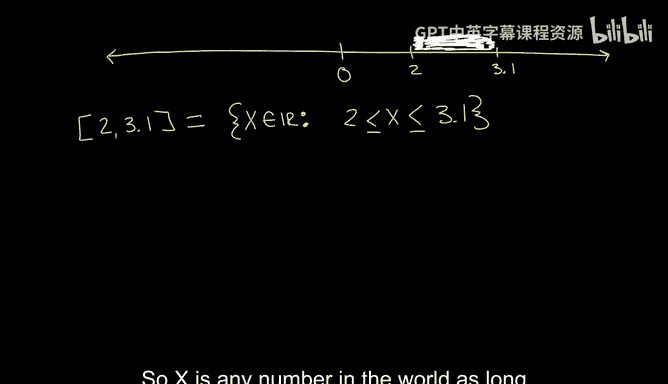 GPT中英字幕课程资源 bilibili
0 2 3.1
[2,3.1] = {X∈ℝ: 2≤X≤3.1}
So X is any number in the world as long